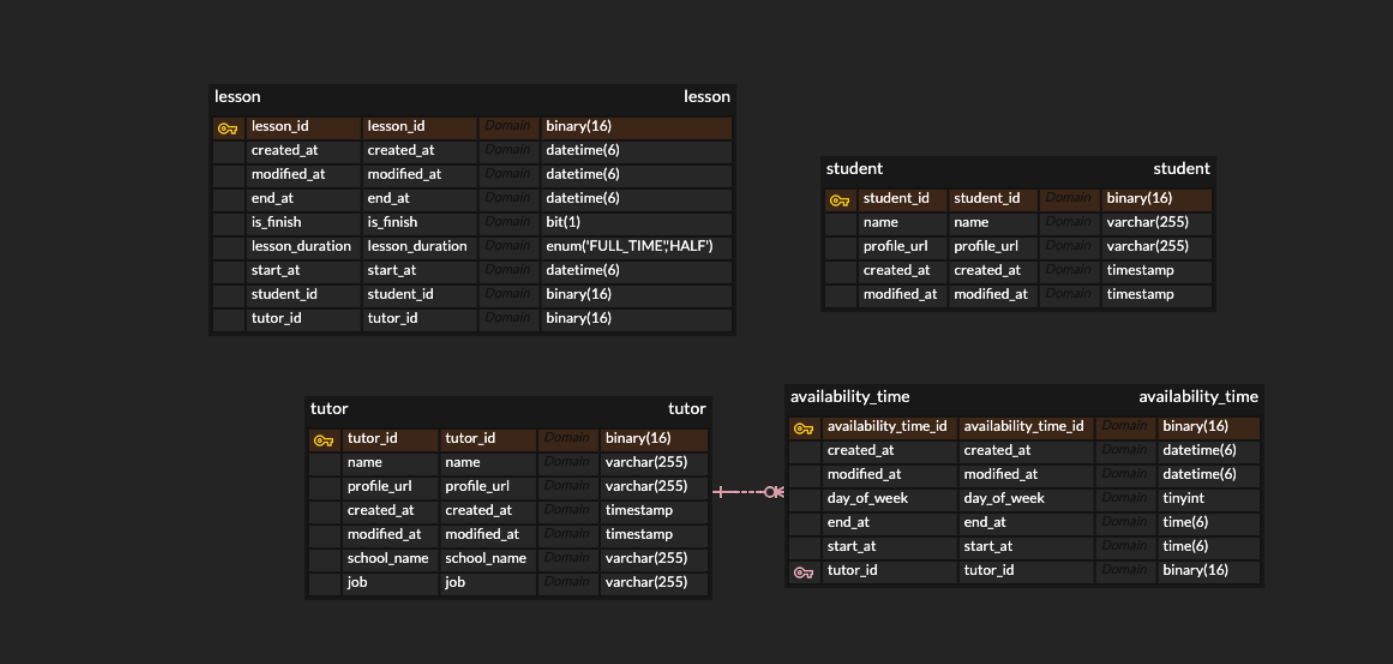 lesson lesson
lesson_id lesson_id Domain binary(16)
created_at created_at Domain datetime(6)
modified_at modified_at Domain datetime(6)
end_at end_at Domain datetime(6)
is_finish is_finish Domain bit(1)
lesson_duration lesson_duration Domain enum('FULL_TIME','HALF')
start_at start_at Domain datetime(6)
student_id student_id Domain binary(16)
tutor_id tutor_id Domain binary(16)
student student
student_id student_id Domain binary(16)
name name Domain varchar(255)
profile_url profile_url Domain varchar(255)
created_at created_at Domain timestamp
modified_at modified_at Domain timestamp
tutor tutor
tutor_id tutor_id Domain binary(16)
name name Domain varchar(255)
profile_url profile_url Domain varchar(255)
created_at created_at Domain timestamp
modified_at modified_at Domain timestamp
school_name school_name Domain varchar(255)
job job Domain varchar(255)
availability_time availability_time
availability_time_id availability_time_id Domain binary(16)
created_at created_at Domain datetime(6)
modified_at modified_at Domain datetime(6)
day_of_week day_of_week Domain tinyint
end_at end_at Domain time(6)
start_at start_at Domain time(6)
tutor_id tutor_id Domain binary(16)